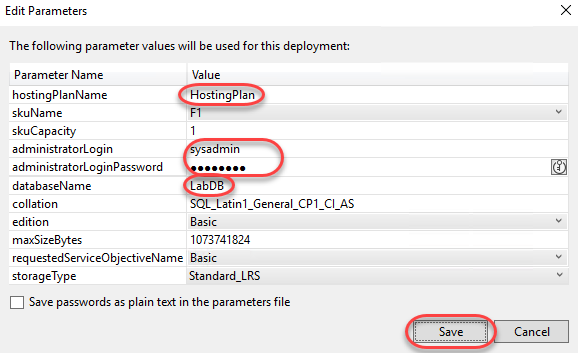 Edit Parameters
The following parameter values will be used for this deployment:
Parameter Name Value
hostingPlanName HostingPlan
skuName F1
skuCapacity 1
administratorLogin sysadmin
administratorLoginPassword ●●●●●●●●
databaseName LabDB
collation SQL_Latin1_General_CP1_CI_AS
edition Basic
maxSizeBytes 1073741824
requestedServiceObjectiveName Basic
storageType Standard_LRS
Save passwords as plain text in the parameters file
Save Cancel